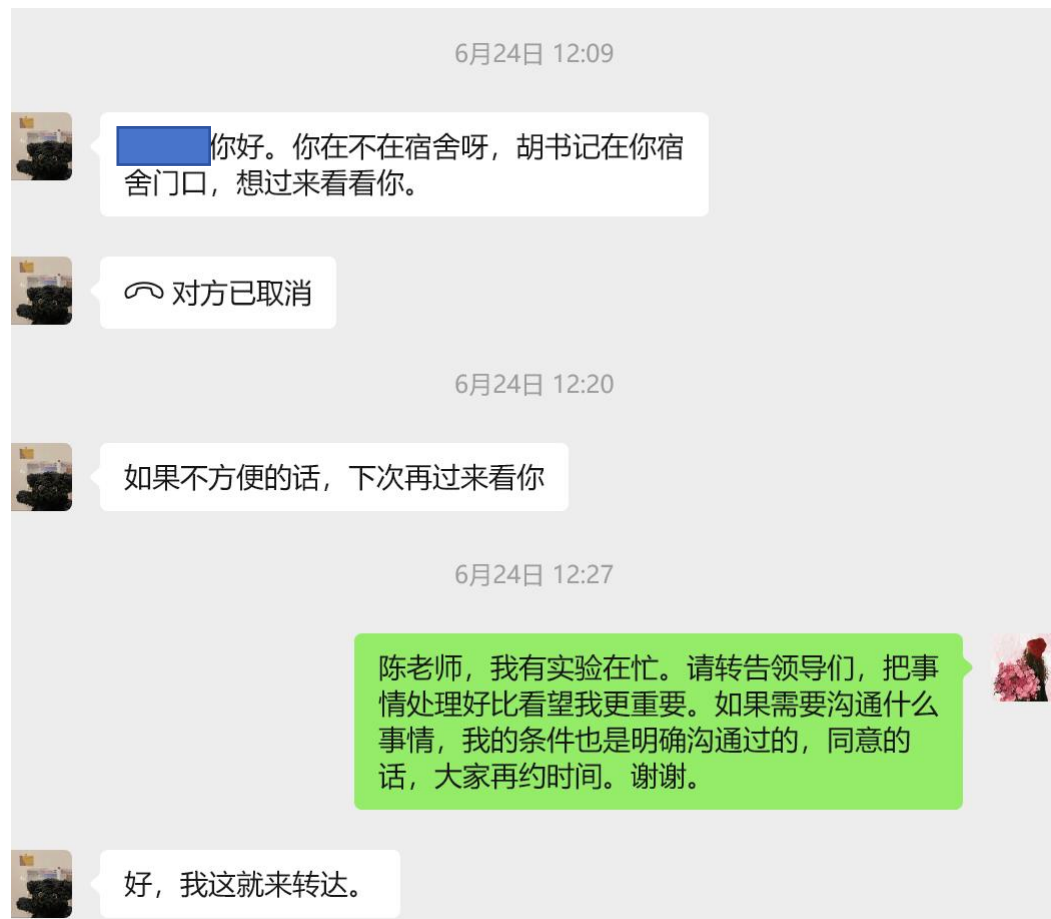 6月24日 12:09
你好。你在不在宿舍呀，胡书记在你宿
舍门口，想过来看看你。
对方已取消
6月24日 12:20
如果不方便的话，下次再过来看你
6月24日 12:27
陈老师，我有实验在忙。请转告领导们，把事
情处理好比看望我更重要。如果需要沟通什么
事情，我的条件也是明确沟通过的，同意的
话，大家再约时间。谢谢。
好，我这就来转达。